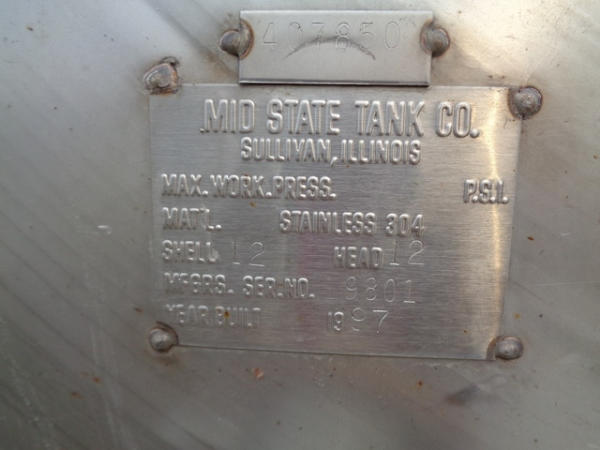 407850
MID STATE TANK CO.
SULLIVAN, ILLINOIS
MAX. WORK. PRESS. P.S.I.
MAT'L. STAINLESS 304
SHELL 12 HEAD 12
MFGRS. SER-NO. 9801
YEAR BUILT 1997